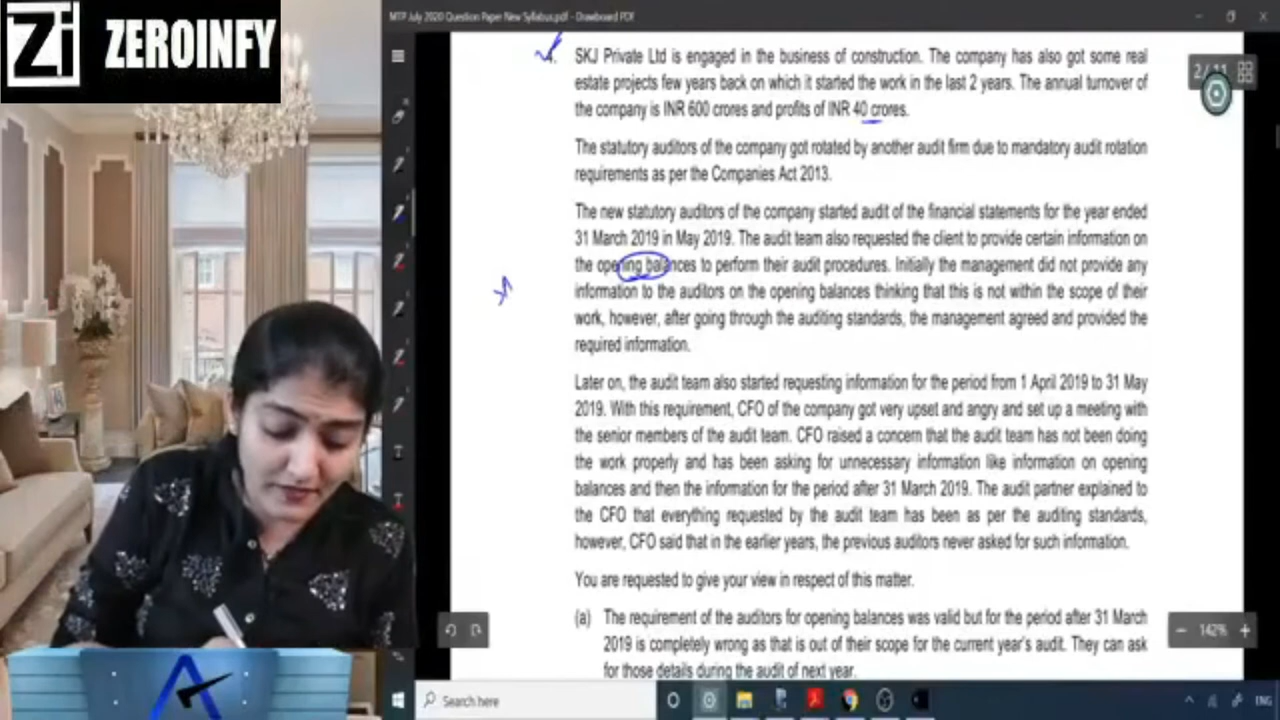 Zi ZEROINFY
MTP July 2020 Question Paper New Syllabus.pdf - Drawboard PDF
2 / 11
4. SKJ Private Ltd is engaged in the business of construction. The company has also got some real
estate projects few years back on which it started the work in the last 2 years. The annual turnover of
the company is INR 600 crores and profits of INR 40 crores.
The statutory auditors of the company got rotated by another audit firm due to mandatory audit rotation
requirements as per the Companies Act 2013.
The new statutory auditors of the company started audit of the financial statements for the year ended
31 March 2019 in May 2019. The audit team also requested the client to provide certain information on
the opening balances to perform their audit procedures. Initially the management did not provide any
information to the auditors on the opening balances thinking that this is not within the scope of their
work, however, after going through the auditing standards, the management agreed and provided the
required information.
Later on, the audit team also started requesting information for the period from 1 April 2019 to 31 May
2019. With this requirement, CFO of the company got very upset and angry and set up a meeting with
the senior members of the audit team. CFO raised a concern that the audit team has not been doing
the work properly and has been asking for unnecessary information like information on opening
balances and then the information for the period after 31 March 2019. The audit partner explained to
the CFO that everything requested by the audit team has been as per the auditing standards,
however, CFO said that in the earlier years, the previous auditors never asked for such information.
You are requested to give your view in respect of this matter.
(a) The requirement of the auditors for opening balances was valid but for the period after 31 March
2019 is completely wrong as that is out of their scope for the current year's audit. They can ask
for those details during the audit of next year.
142%
Search here
ENG